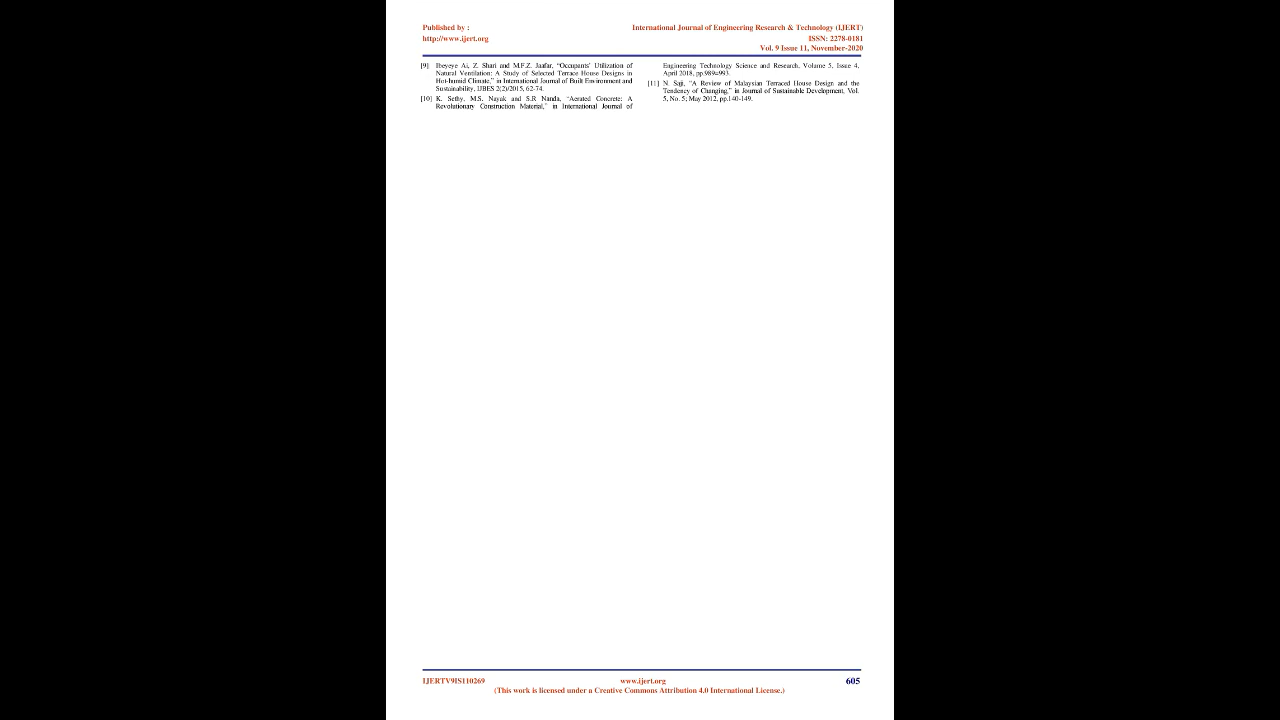 Published by :
http://www.ijert.org
International Journal of Engineering Research & Technology (IJERT)
ISSN: 2278-0181
Vol. 9 Issue 11, November-2020
[9] Ibeyeye Ai, Z. Shari and M.F.Z. Jaafar, “Occupants’ Utilization of
Natural Ventilation: A Study of Selected Terrace House Designs in
Hot-humid Climate,” in International Journal of Built Environment and
Sustainability, IJBES 2(2)/2015, 62-74.
[10] K. Sethy, M.S. Nayak and S.R Nanda, “Aerated Concrete: A
Revolutionary Construction Material,” in International Journal of
Engineering Technology Science and Research, Volume 5, Issue 4,
April 2018, pp.989=993.
[11] N. Saji, “A Review of Malaysian Terraced House Design and the
Tendency of Changing,” in Journal of Sustainable Development, Vol.
5, No. 5; May 2012, pp.140-149.
IJERTV9IS110269
www.ijert.org
605
(This work is licensed under a Creative Commons Attribution 4.0 International License.)